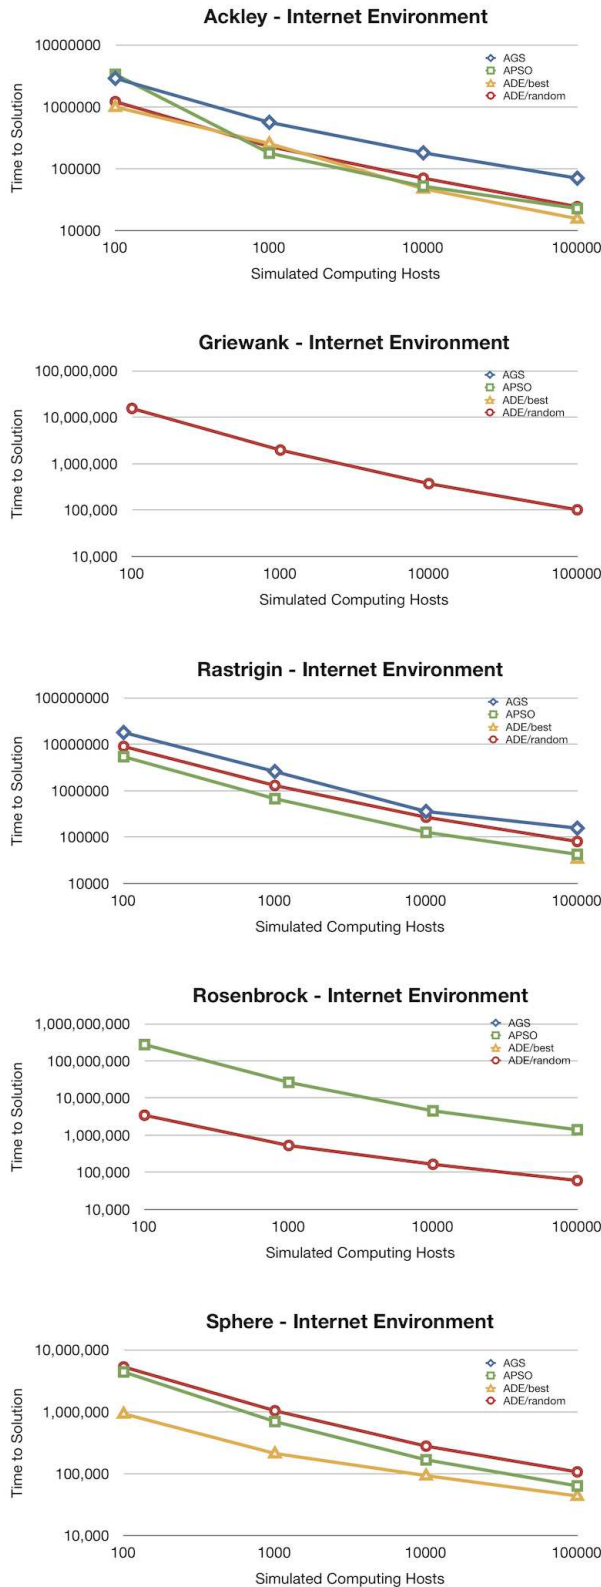 Ackley - Internet Environment
10000000
1000000
100000
10000
Time to Solution
AGS
APSO
ADE/best
ADE/random
100 1000 10000 100000
Simulated Computing Hosts
Griewank - Internet Environment
100,000,000
10,000,000
1,000,000
100,000
10,000
Time to Solution
AGS
APSO
ADE/best
ADE/random
100 1000 10000 100000
Simulated Computing Hosts
Rastrigin - Internet Environment
100000000
10000000
1000000
100000
10000
Time to Solution
AGS
APSO
ADE/best
ADE/random
100 1000 10000 100000
Simulated Computing Hosts
Rosenbrock - Internet Environment
1,000,000,000
100,000,000
10,000,000
1,000,000
100,000
10,000
Time to Solution
AGS
APSO
ADE/best
ADE/random
100 1000 10000 100000
Simulated Computing Hosts
Sphere - Internet Environment
10,000,000
1,000,000
100,000
10,000
Time to Solution
AGS
APSO
ADE/best
ADE/random
100 1000 10000 100000
Simulated Computing Hosts